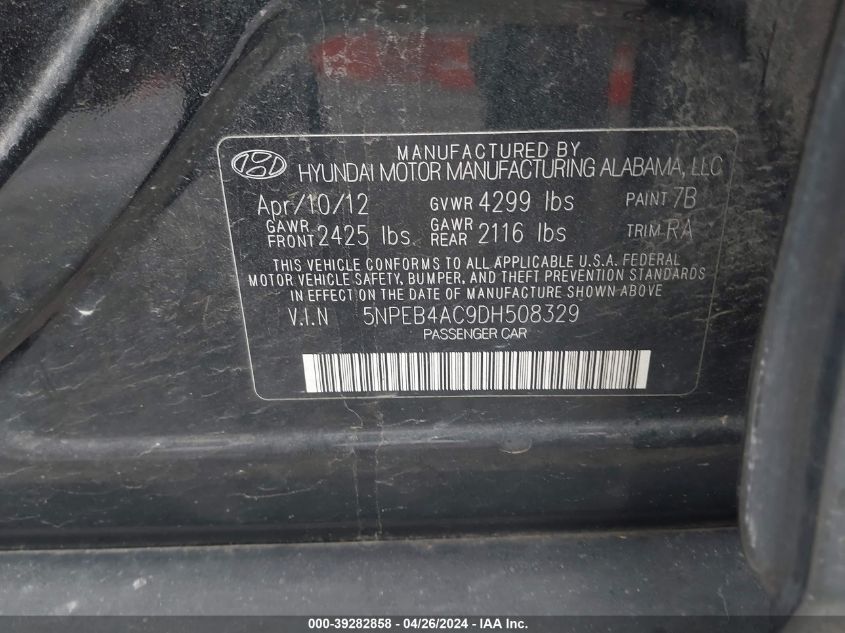 MANUFACTURED BY
HYUNDAI MOTOR MANUFACTURING ALABAMA, LLC
Apr/10/12 GVWR 4299 lbs PAINT 7B
GAWR FRONT 2425 lbs. GAWR REAR 2116 lbs TRIM RA
THIS VEHICLE CONFORMS TO ALL APPLICABLE U.S.A. FEDERAL
MOTOR VEHICLE SAFETY, BUMPER, AND THEFT PREVENTION STANDARDS
IN EFFECT ON THE DATE OF MANUFACTURE SHOWN ABOVE.
V.I.N 5NPEB4AC9DH508329
PASSENGER CAR
000-39282858 - 04/26/2024 - IAA Inc.